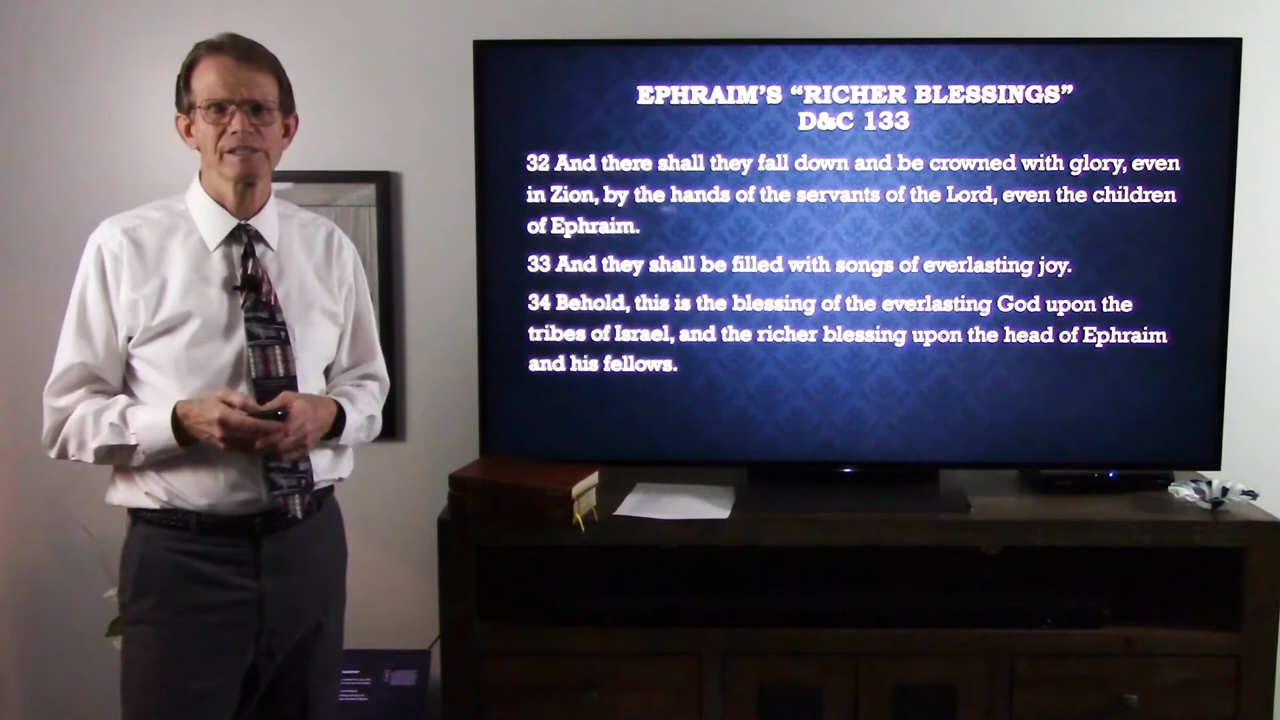 EPHRAIM'S “RICHER BLESSINGS”
D&C 133
32 And there shall they fall down and be crowned with glory, even
in Zion, by the hands of the servants of the Lord, even the children
of Ephraim.
33 And they shall be filled with songs of everlasting joy.
34 Behold, this is the blessing of the everlasting God upon the
tribes of Israel, and the richer blessing upon the head of Ephraim
and his fellows.